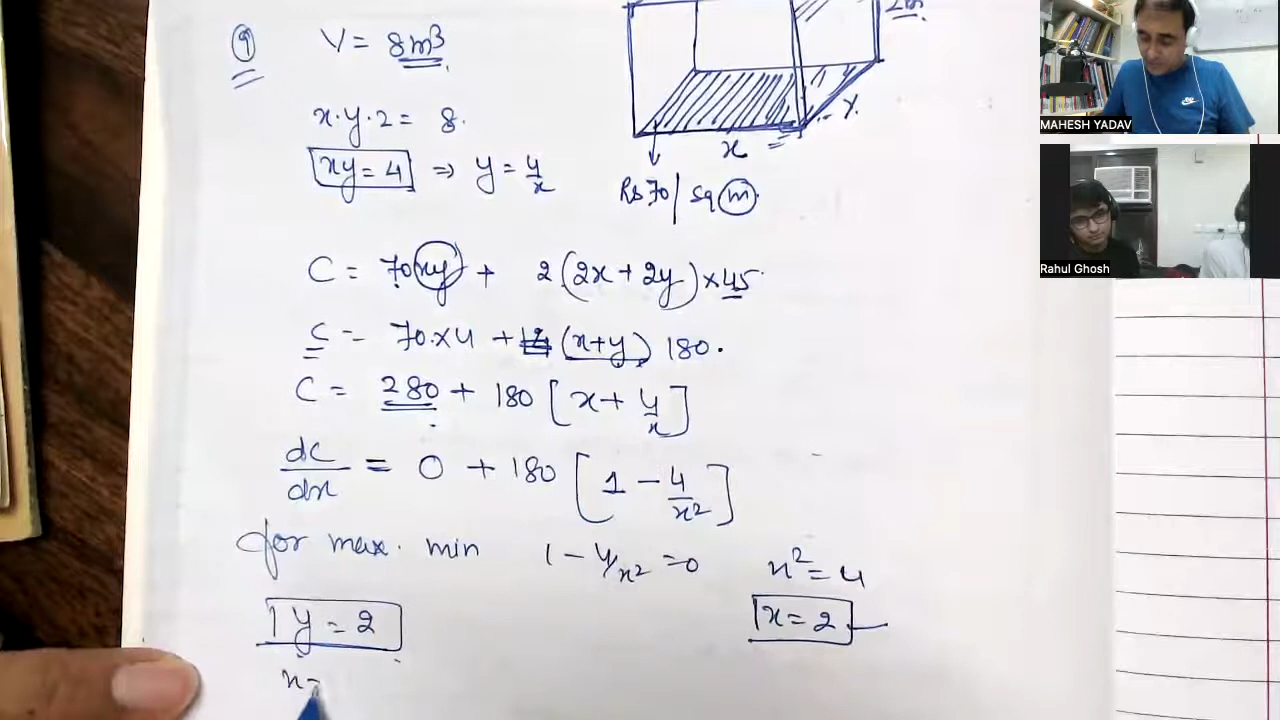 9 V = 8m³
2m.
x·y·2 = 8.
y.
xy = 4 ⇒ y = 4/x
x
Rs 70 / sq m.
C = 70xy + 2(2x + 2y) × 45.
C = 70 × 4 + (x+y) 180.
C = 280 + 180 [x + 4/x]
dC/dx = 0 + 180 [1 - 4/x²]
for max. min 1 - 4/x² = 0 x² = 4
y = 2 x = 2
x =
MAHESH YADAV
Rahul Ghosh